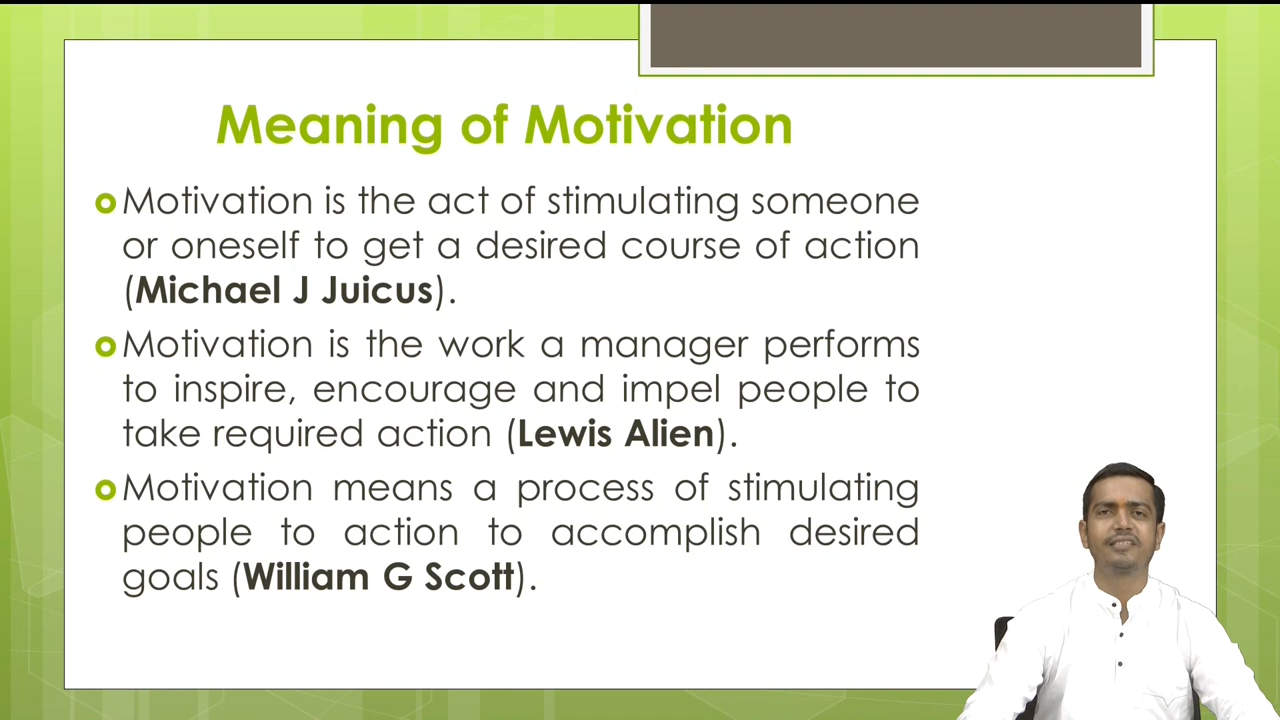 Meaning of Motivation
Motivation is the act of stimulating someone
or oneself to get a desired course of action
(Michael J Juicus).
Motivation is the work a manager performs
to inspire, encourage and impel people to
take required action (Lewis Alien).
Motivation means a process of stimulating
people to action to accomplish desired
goals (William G Scott).